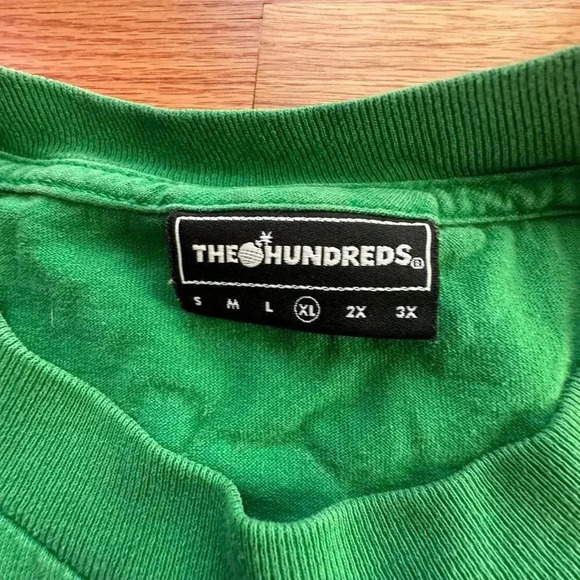 THE HUNDREDS®
S M L XL 2X 3X